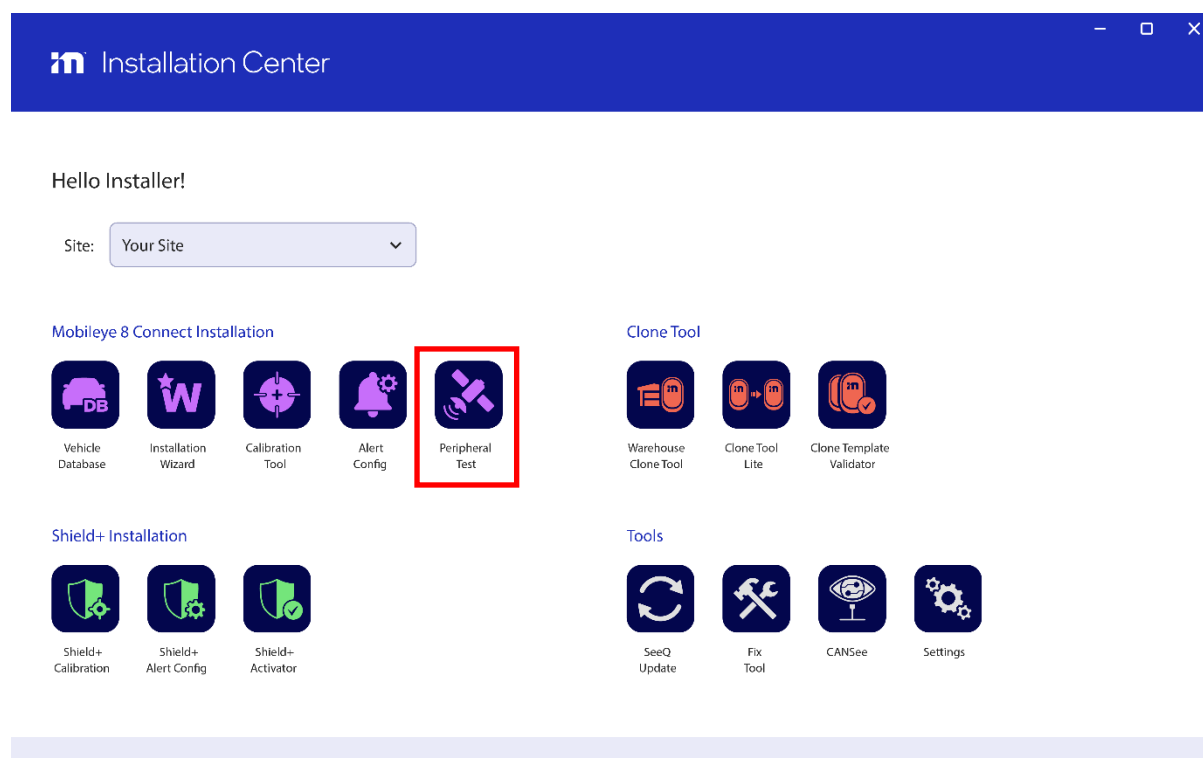 Installation Center
Hello Installer!
Site: Your Site
Mobileye 8 Connect Installation
DB
W
Vehicle
Database
Installation
Wizard
Calibration
Tool
Alert
Config
Peripheral
Test
Clone Tool
Warehouse
Clone Tool
Clone Tool
Lite
Clone Template
Validator
Shield+ Installation
Shield+
Calibration
Shield+
Alert Config
Shield+
Activator
Tools
SeeQ
Update
Fix
Tool
CANSee
Settings